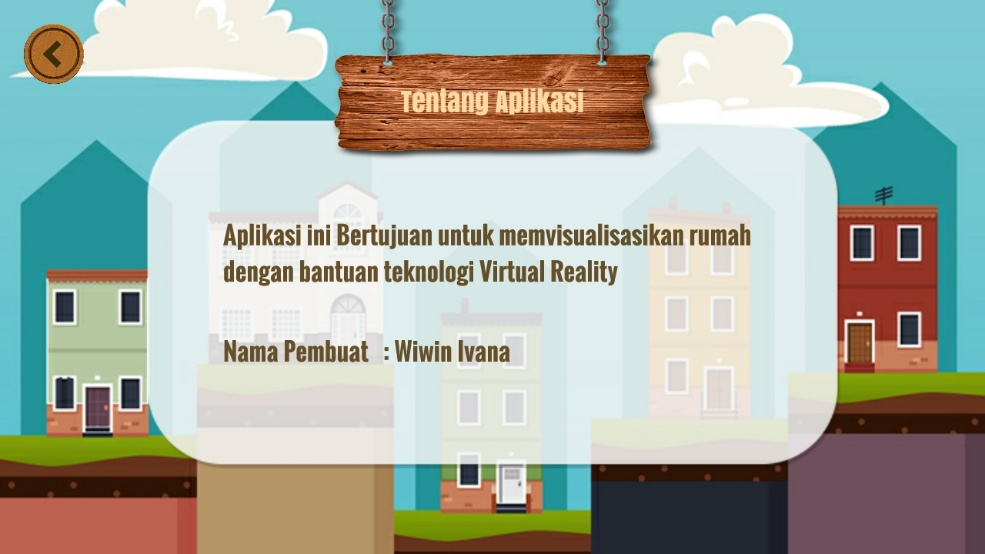 Tentang Aplikasi
Aplikasi ini Bertujuan untuk memvisualisasikan rumah
dengan bantuan teknologi Virtual Reality
Nama Pembuat : Wiwin Ivana